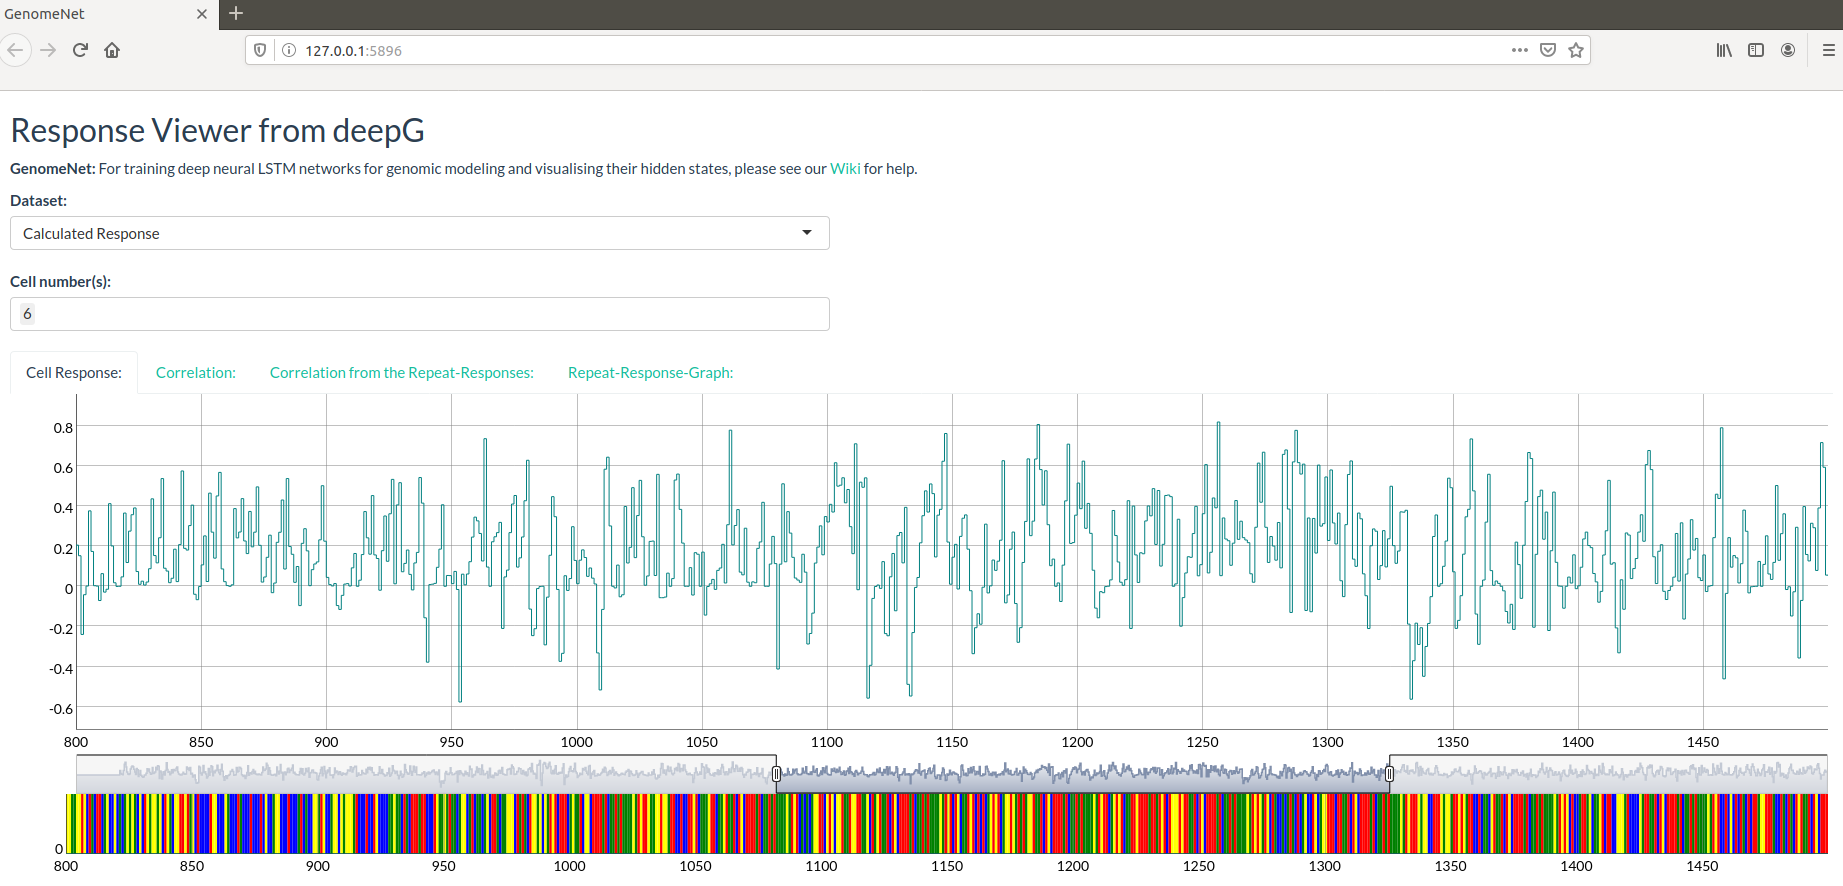 GenomeNet
127.0.0.1:5896
Response Viewer from deepG
GenomeNet: For training deep neural LSTM networks for genomic modeling and visualising their hidden states, please see our Wiki for help.
Dataset:
Calculated Response
Cell number(s):
6
Cell Response: Correlation: Correlation from the Repeat-Responses: Repeat-Response-Graph:
0.8
0.6
0.4
0.2
0
-0.2
-0.4
-0.6
800 850 900 950 1000 1050 1100 1150 1200 1250 1300 1350 1400 1450
0
800 850 900 950 1000 1050 1100 1150 1200 1250 1300 1350 1400 1450